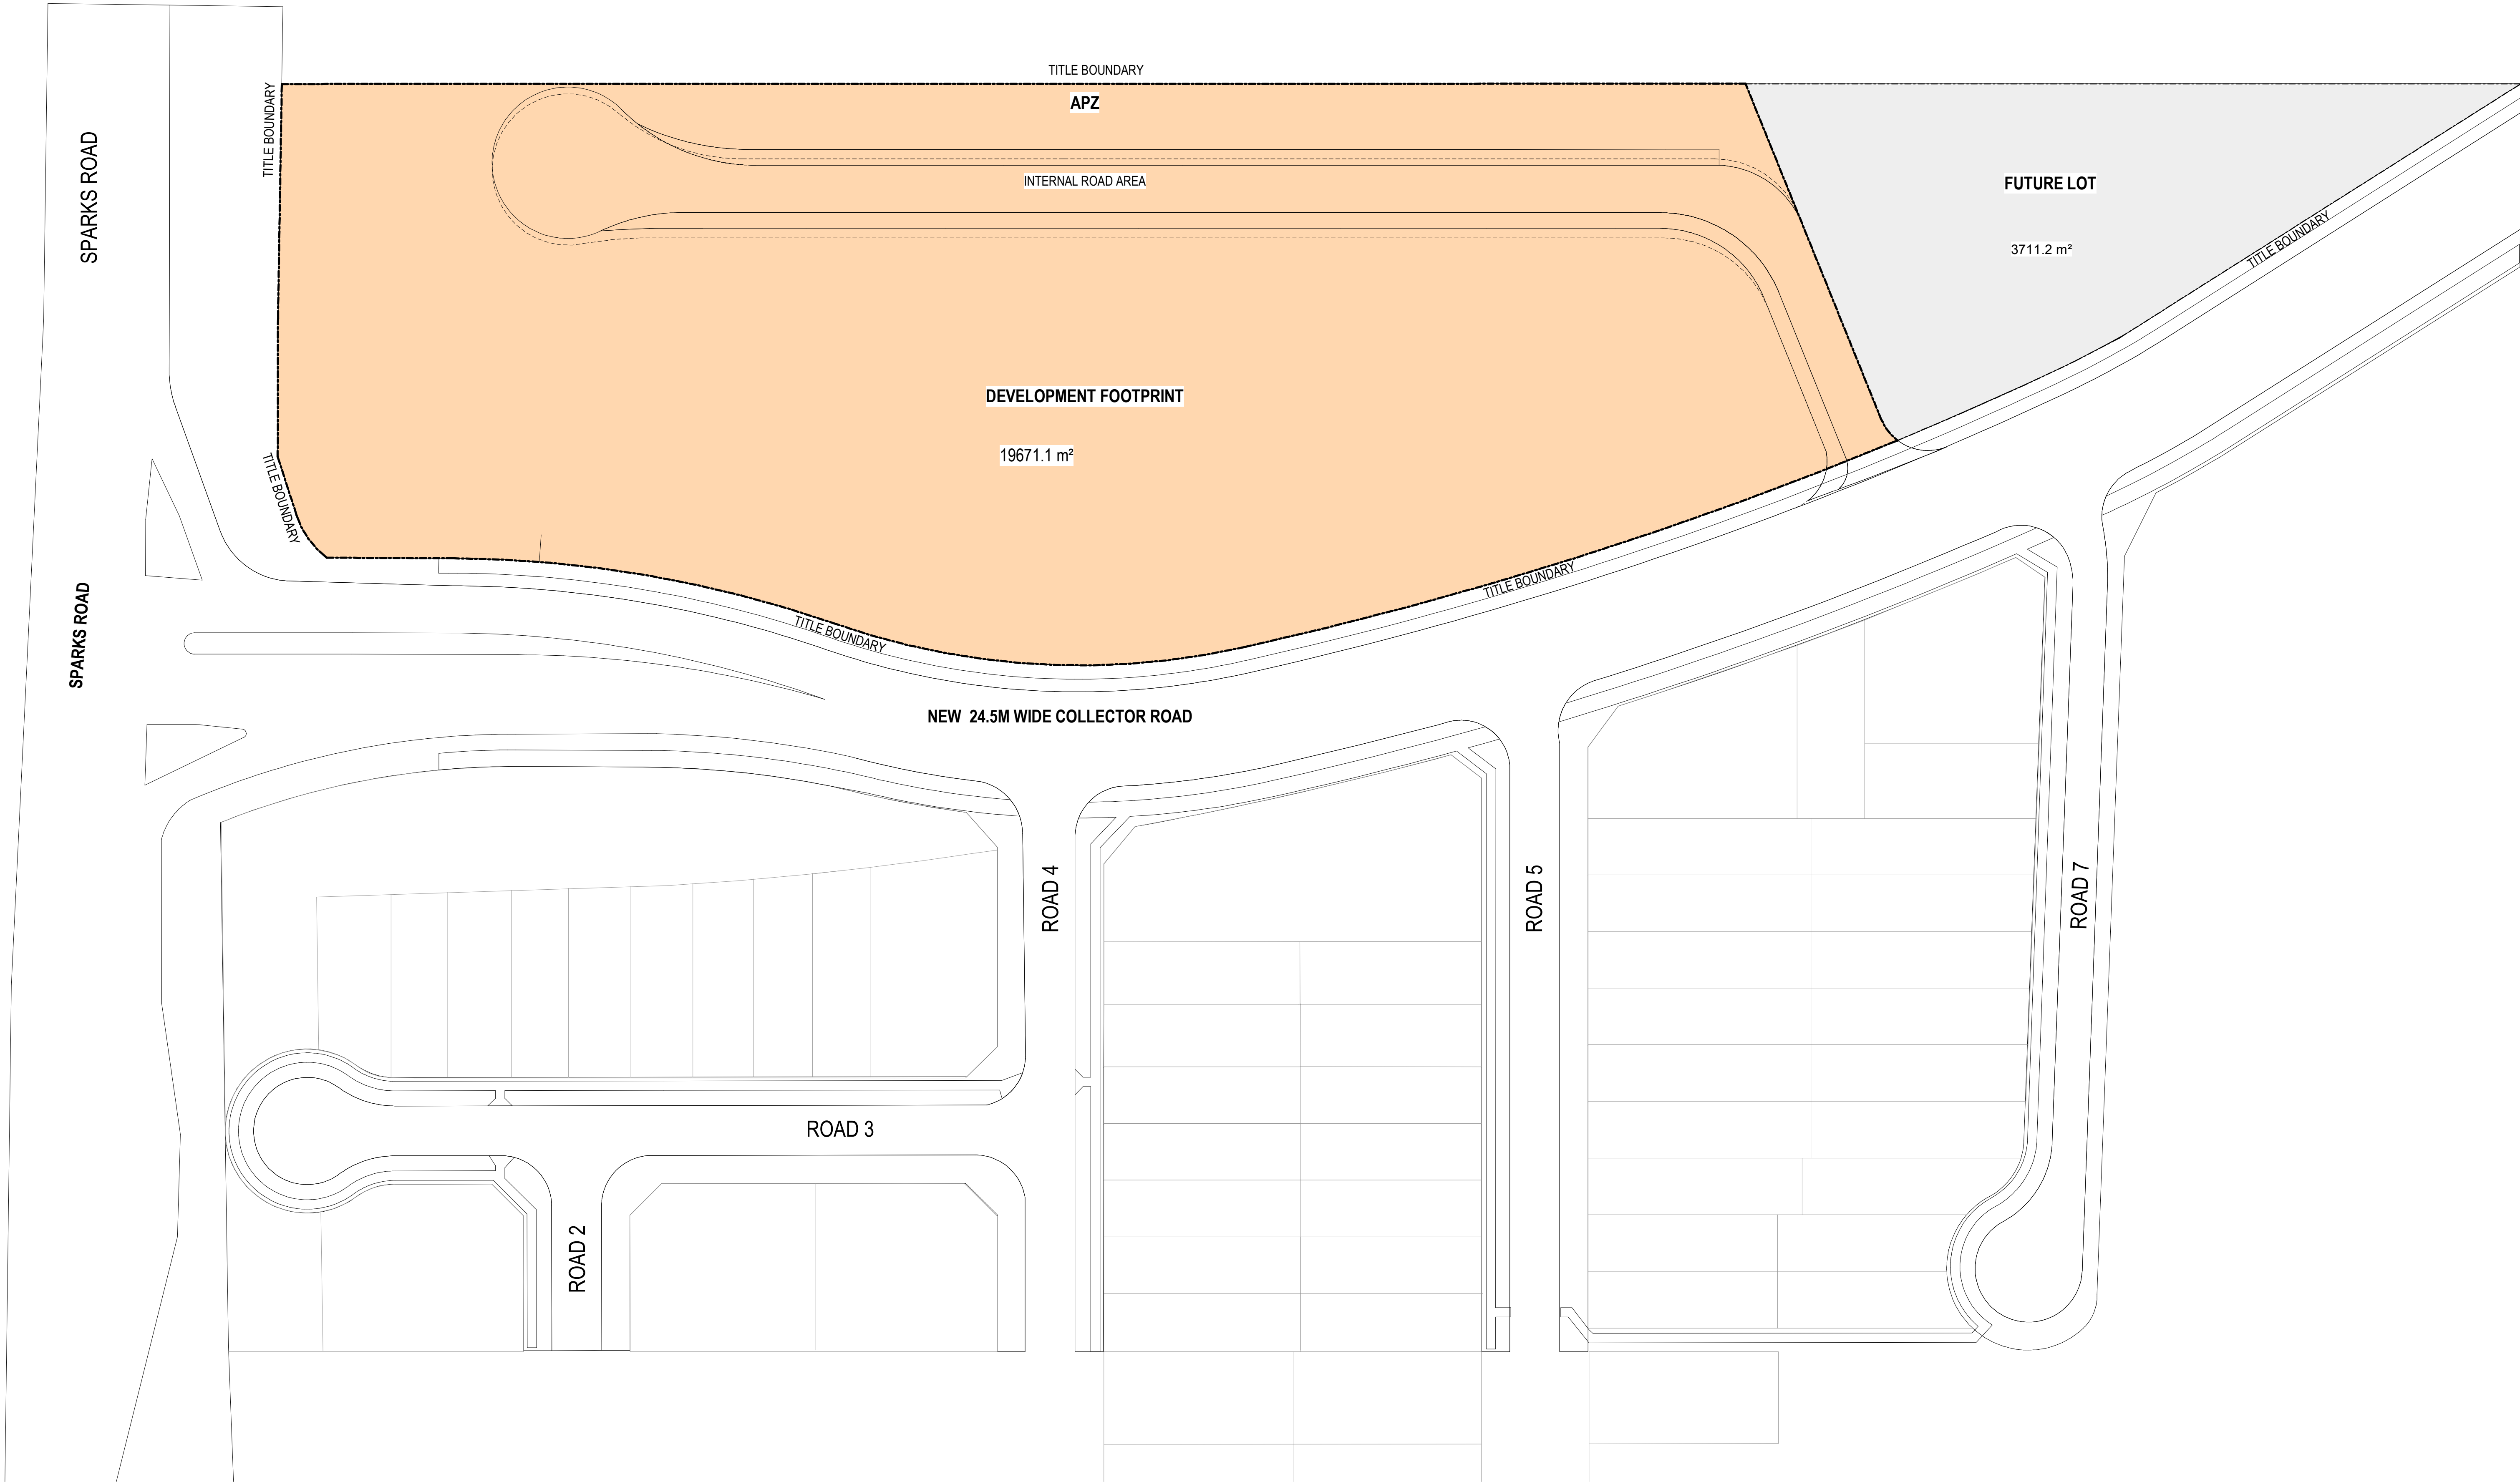 TITLE BOUNDARY
APZ
TITLE BOUNDARY
SPARKS ROAD
INTERNAL ROAD AREA
FUTURE LOT
3711.2 m²
TITLE BOUNDARY
DEVELOPMENT FOOTPRINT
19671.1 m²
TITLE BOUNDARY
TITLE BOUNDARY
TITLE BOUNDARY
SPARKS ROAD
NEW 24.5M WIDE COLLECTOR ROAD
ROAD 4
ROAD 5
ROAD 7
ROAD 3
ROAD 2